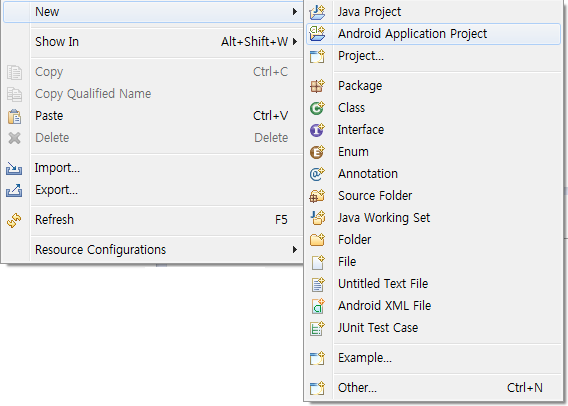 New
Show In Alt+Shift+W
Copy Ctrl+C
Copy Qualified Name
Paste Ctrl+V
Delete Delete
Import...
Export...
Refresh F5
Resource Configurations
Java Project
Android Application Project
Project...
Package
Class
Interface
Enum
Annotation
Source Folder
Java Working Set
Folder
File
Untitled Text File
Android XML File
JUnit Test Case
Example...
Other... Ctrl+N